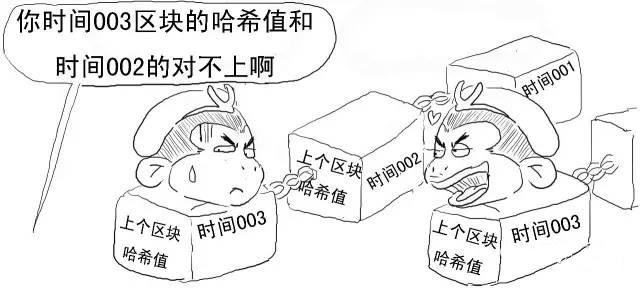 你时间003区块的哈希值和
时间002的对不上啊
时间001
上个区块
哈希值
时间002
上个区块
哈希值
时间003
上个区块
哈希值
时间003